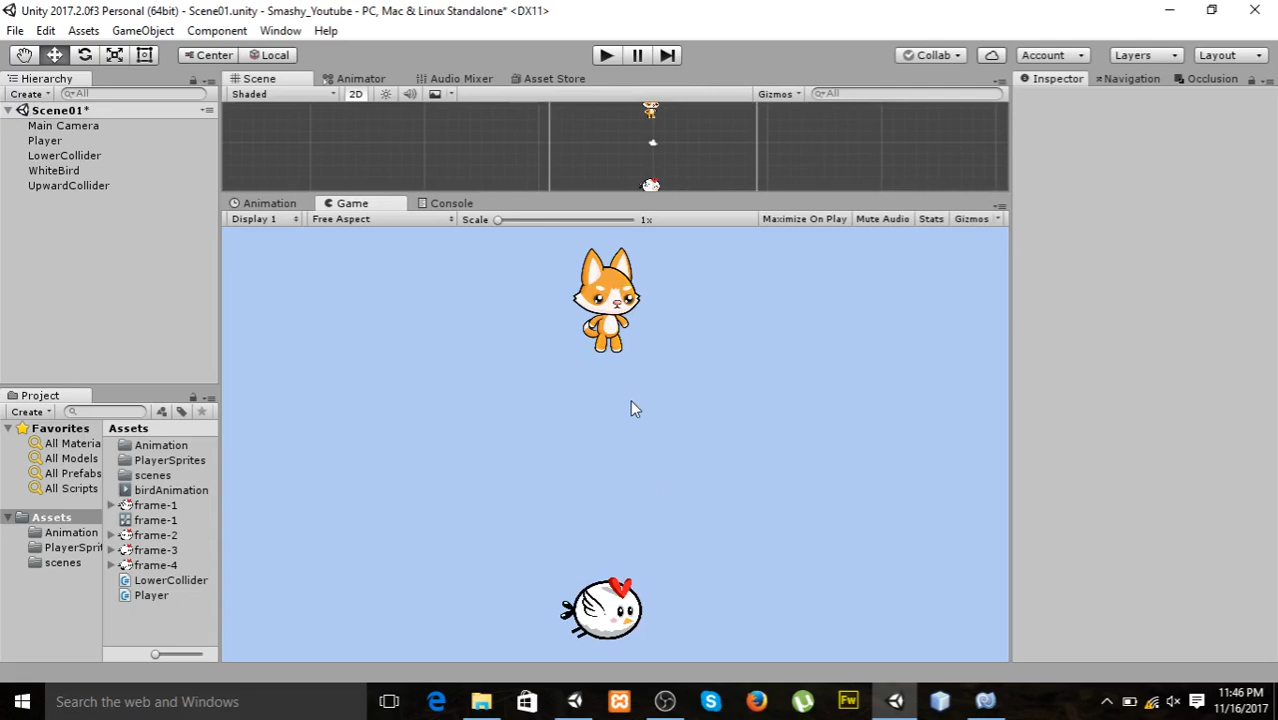 Unity 2017.2.0f3 Personal (64bit) - Scene01.unity - Smashy_Youtube - PC, Mac & Linux Standalone* <DX11>
File Edit Assets GameObject Component Window Help
Center Local Collab Account Layers Layout
Hierarchy Scene Animator Audio Mixer Asset Store Inspector Navigation Occlusion
Create All Shaded 2D Gizmos All
Scene01*
Main Camera
Player
LowerCollider
WhiteBird
UpwardCollider
Animation Game Console
Display 1 Free Aspect Scale 1x Maximize On Play Mute Audio Stats Gizmos
Project
Create
Favorites
All Materia
All Models
All Prefabs
All Scripts
Assets
Animation
PlayerSprit
scenes
Assets
Animation
PlayerSprites
scenes
birdAnimation
frame-1
frame-1
frame-2
frame-3
frame-4
LowerCollider
Player
Search the web and Windows
Fw
11:46 PM
11/16/2017